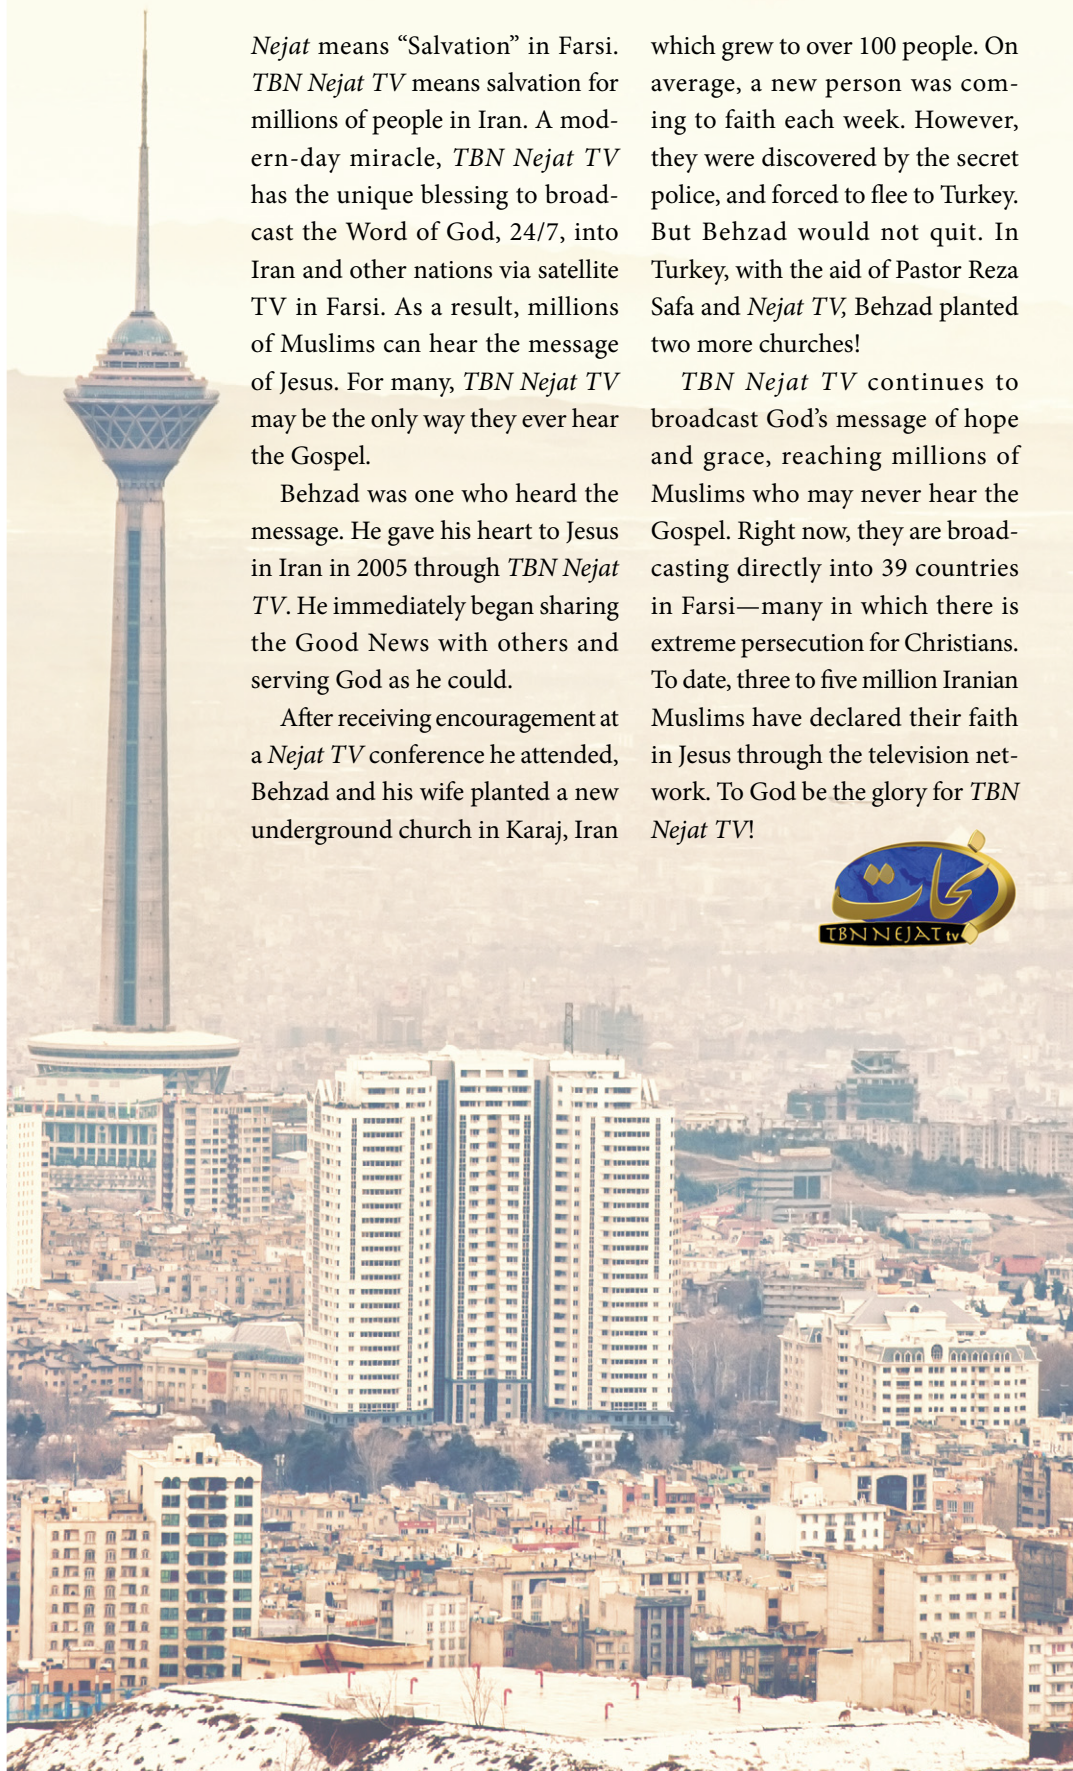 Nejat means “Salvation” in Farsi.
TBN Nejat TV means salvation for
millions of people in Iran. A mod-
ern-day miracle, TBN Nejat TV
has the unique blessing to broad-
cast the Word of God, 24/7, into
Iran and other nations via satellite
TV in Farsi. As a result, millions
of Muslims can hear the message
of Jesus. For many, TBN Nejat TV
may be the only way they ever hear
the Gospel.
Behzad was one who heard the
message. He gave his heart to Jesus
in Iran in 2005 through TBN Nejat
TV. He immediately began sharing
the Good News with others and
serving God as he could.
After receiving encouragement at
a Nejat TV conference he attended,
Behzad and his wife planted a new
underground church in Karaj, Iran
which grew to over 100 people. On
average, a new person was com-
ing to faith each week. However,
they were discovered by the secret
police, and forced to flee to Turkey.
But Behzad would not quit. In
Turkey, with the aid of Pastor Reza
Safa and Nejat TV, Behzad planted
two more churches!
TBN Nejat TV continues to
broadcast God’s message of hope
and grace, reaching millions of
Muslims who may never hear the
Gospel. Right now, they are broad-
casting directly into 39 countries
in Farsi—many in which there is
extreme persecution for Christians.
To date, three to five million Iranian
Muslims have declared their faith
in Jesus through the television net-
work. To God be the glory for TBN
Nejat TV!
نجات
TBN NEJAT tv